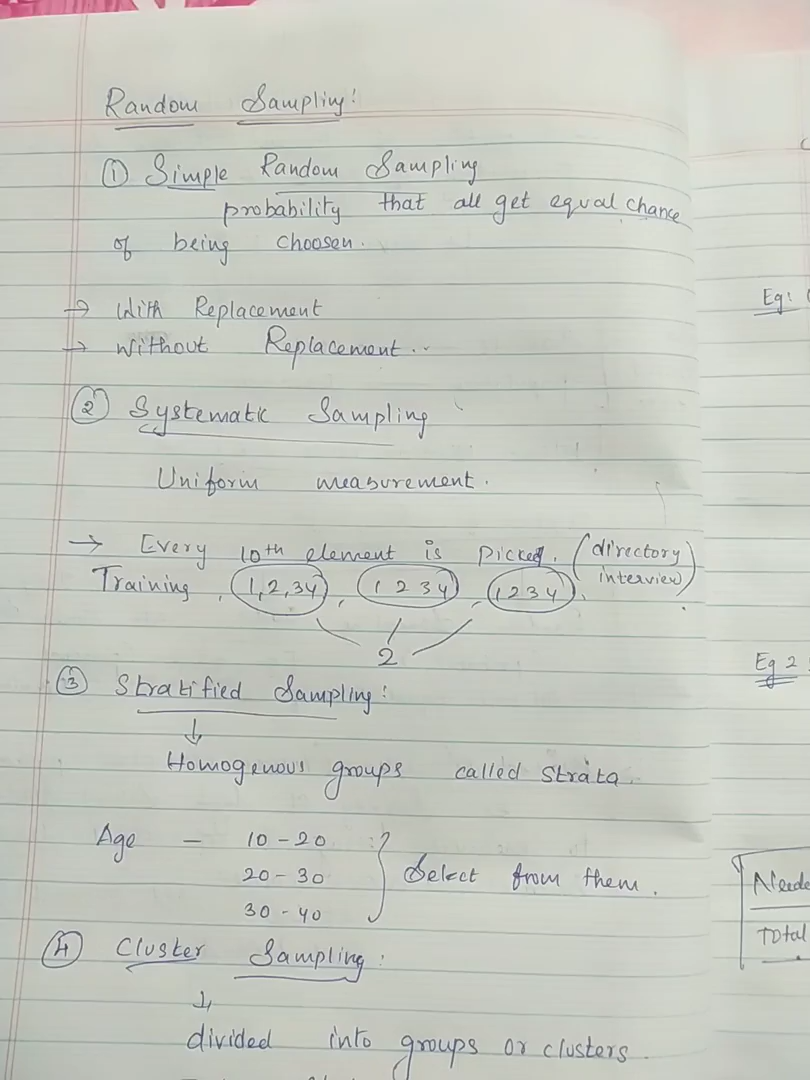 Random Sampling:
① Simple Random Sampling
probability that all get equal chance
of being choosen.
→ With Replacement
→ Without Replacement..
② Systematic Sampling
Uniform measurement.
→ Every 10th element is Picked. (directory
interview)
Training, (1,2,34), (1 2 3 4), (1 2 3 4).
2
③ Stratified Sampling:
↓
Homogenous groups called Strata.
Age - 10-20
20-30
30-40
} Select from them.
④ Cluster Sampling:
↓
divided into groups or clusters.
Eg:
Eg 2
Total